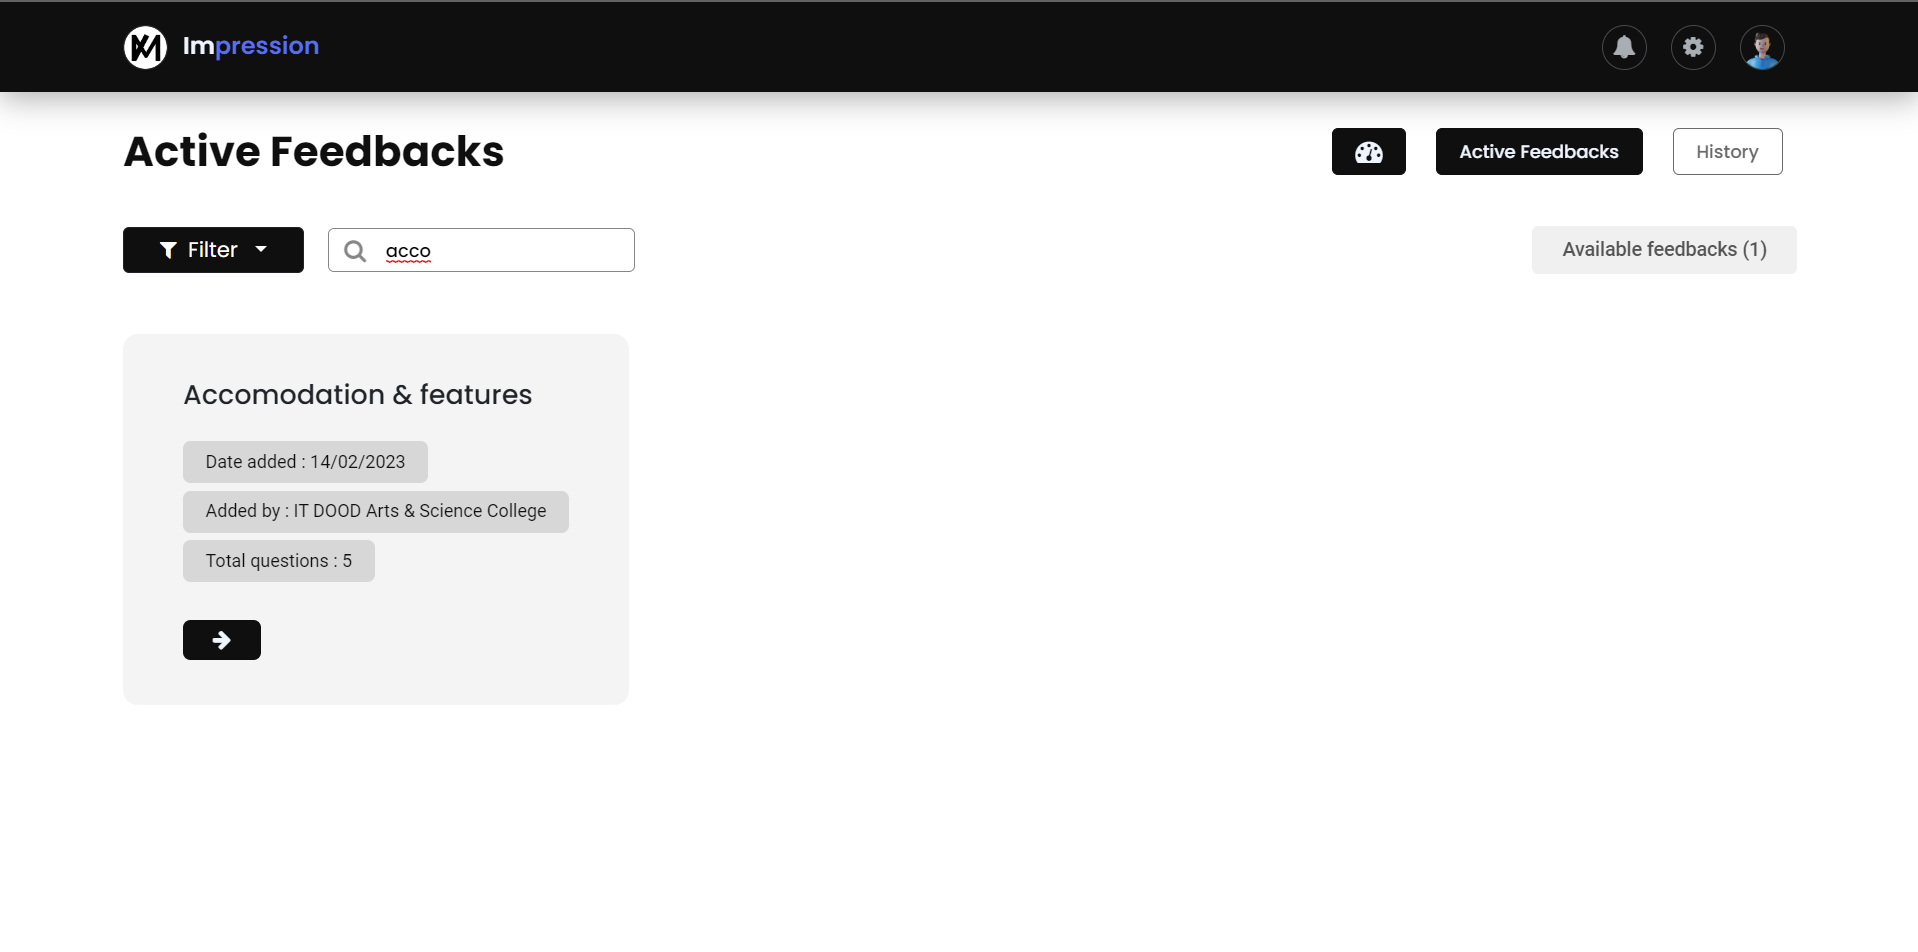 Impression
Active Feedbacks
Active Feedbacks
History
Filter
acco
Available feedbacks (1)
Accomodation & features
Date added : 14/02/2023
Added by : IT DOOD Arts & Science College
Total questions : 5